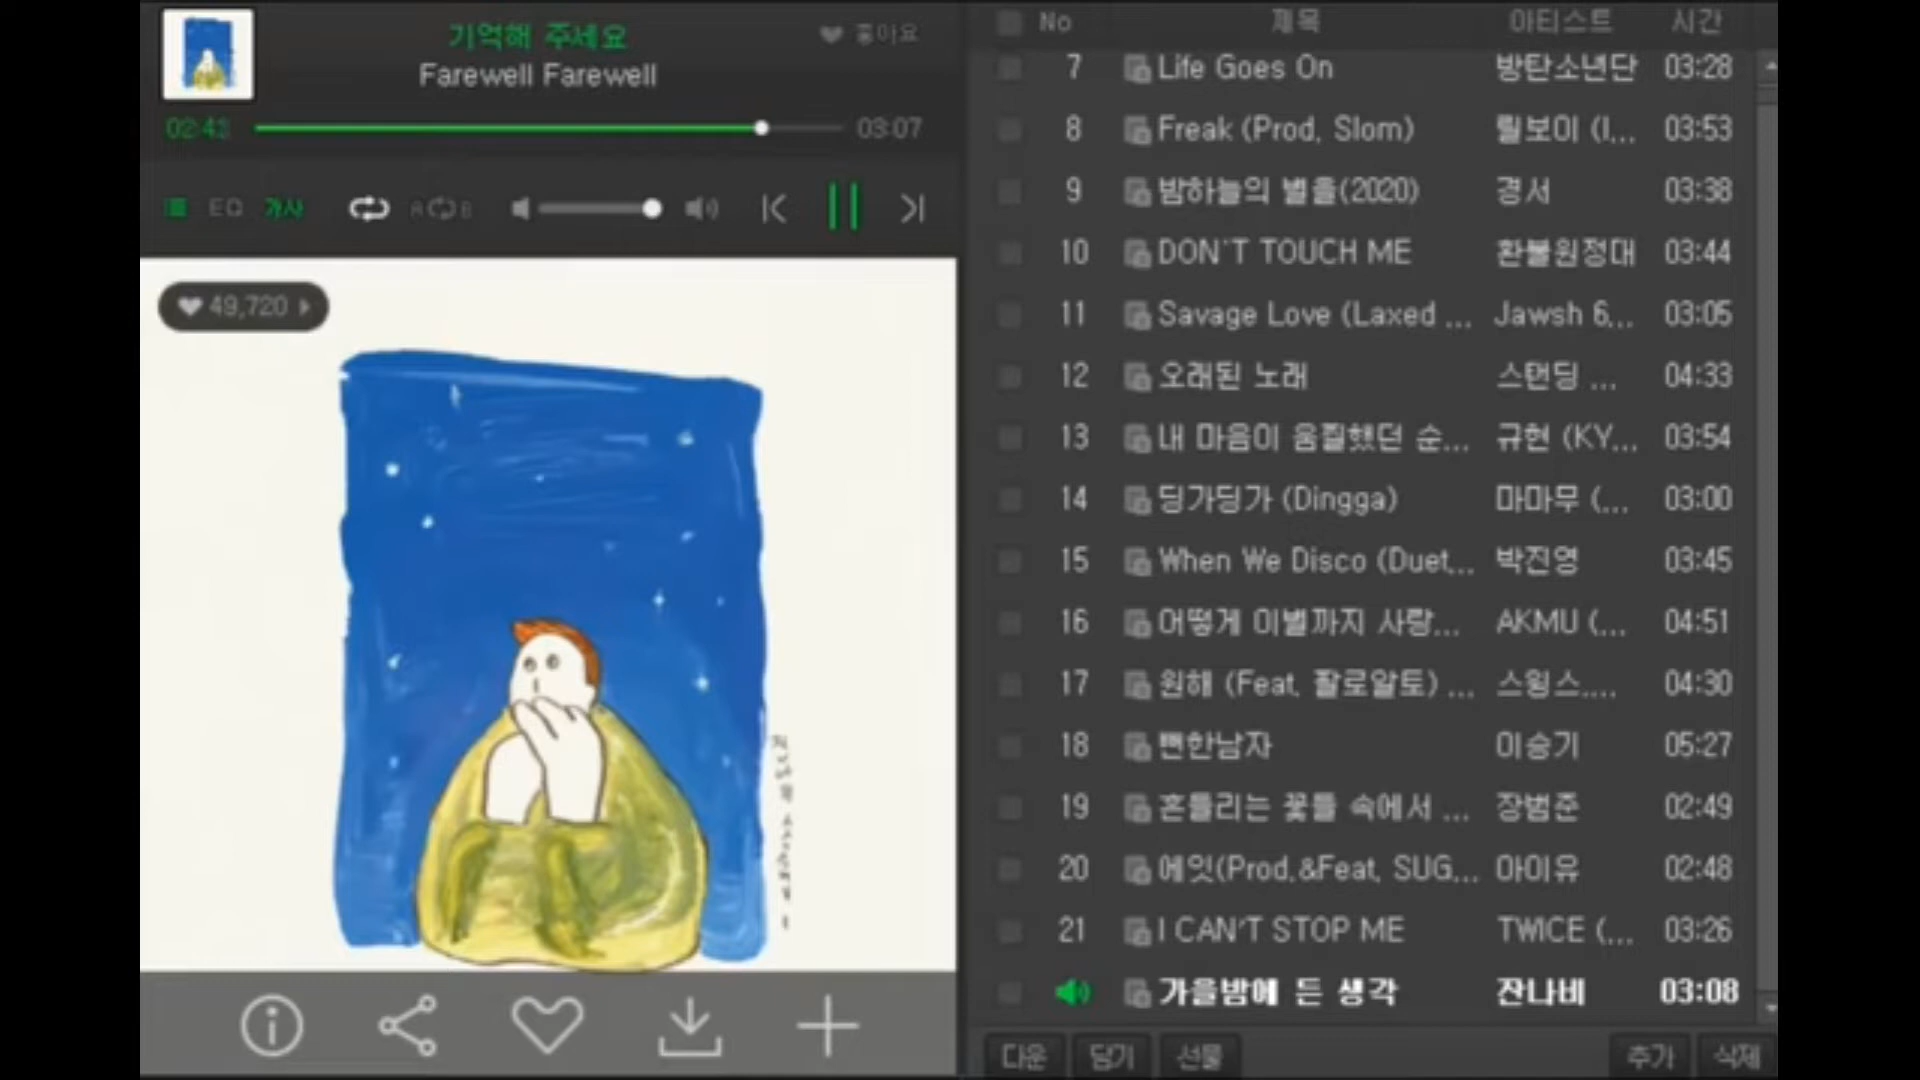 기억해 주세요
좋아요
Farewell Farewell
02:43
03:07
EQ 가사 A B
49,720
No 제목 아티스트 시간
7 Life Goes On 방탄소년단 03:28
8 Freak (Prod. Slom) 릴보이 (l... 03:53
9 밤하늘의 별을(2020) 경서 03:38
10 DON'T TOUCH ME 환불원정대 03:44
11 Savage Love (Laxed ... Jawsh 6... 03:05
12 오래된 노래 스탠딩 ... 04:33
13 내 마음이 움찔했던 순... 규현 (KY... 03:54
14 딩가딩가 (Dingga) 마마무 (... 03:00
15 When We Disco (Duet... 박진영 03:45
16 어떻게 이별까지 사랑... AKMU (... 04:51
17 원해 (Feat. 팔로알토) ... 스윙스.... 04:30
18 뻔한남자 이승기 05:27
19 흔들리는 꽃들 속에서 ... 장범준 02:49
20 에잇(Prod.&Feat. SUG... 아이유 02:48
21 I CAN'T STOP ME TWICE (... 03:26
가을밤에 든 생각 잔나비 03:08
다운 담기 선물 추가 삭제